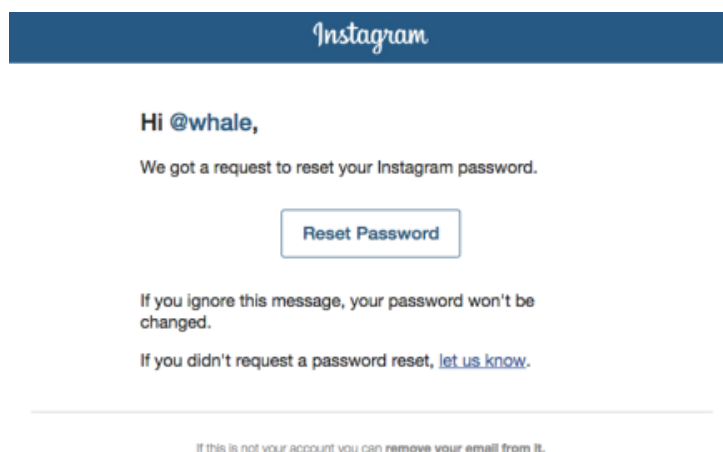 Instagram
Hi @whale,
We got a request to reset your Instagram password.
Reset Password
If you ignore this message, your password won't be
changed.
If you didn't request a password reset, let us know.
If this is not your account you can remove your email from it.